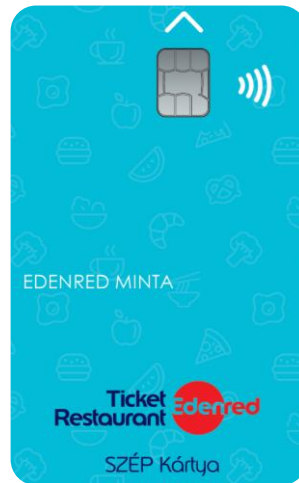 EDENRED MINTA
Ticket
Restaurant
Edenred
SZÉP Kártya